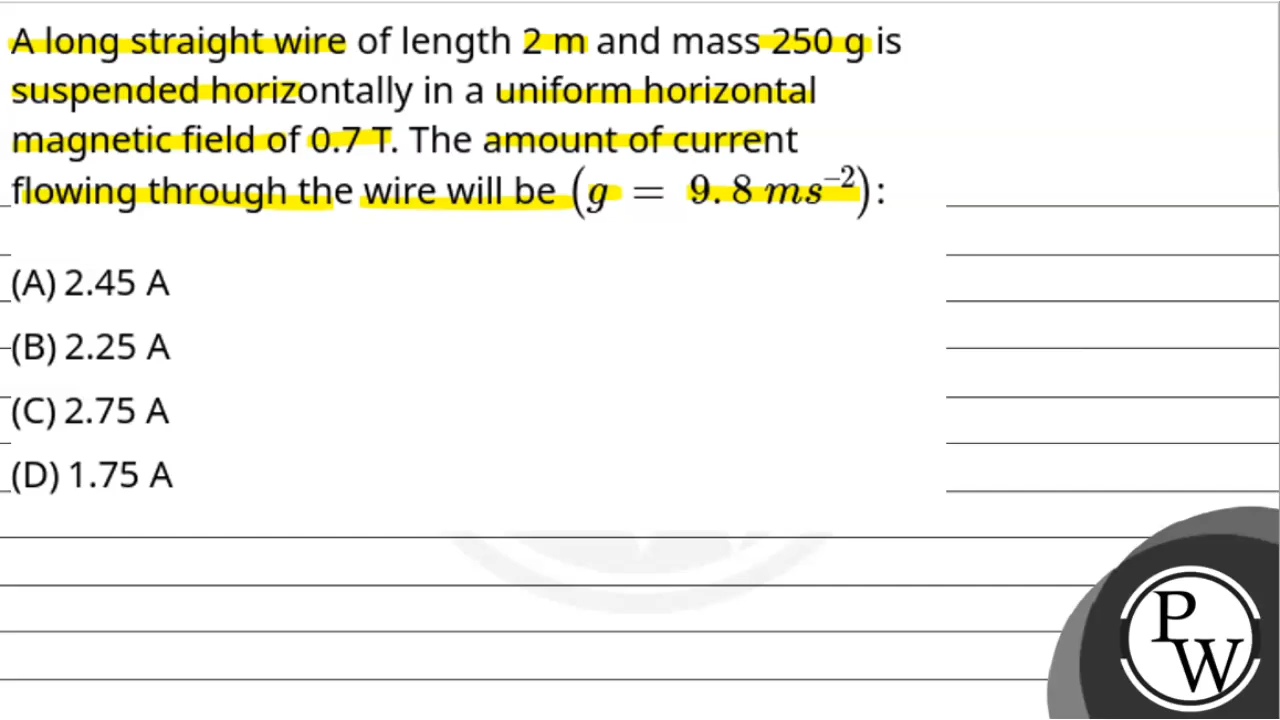 A long straight wire of length 2 m and mass 250 g is
suspended horizontally in a uniform horizontal
magnetic field of 0.7 T. The amount of current
flowing through the wire will be (g = 9.8 ms⁻²):
(A) 2.45 A
(B) 2.25 A
(C) 2.75 A
(D) 1.75 A
P
W